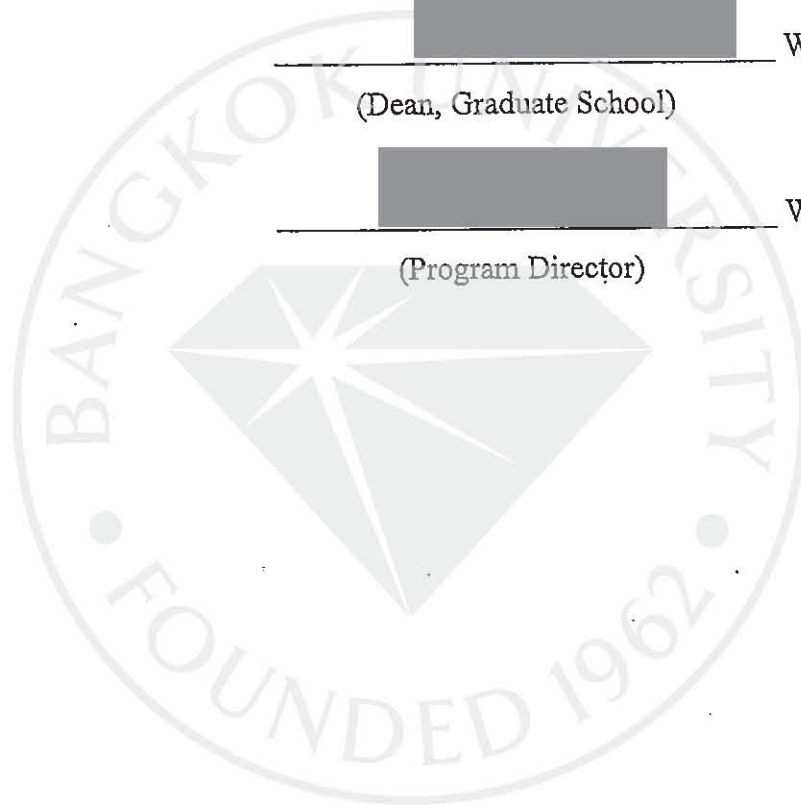 W
(Dean, Graduate School)
W
(Program Director)
BANGKOK UNIVERSITY
• FOUNDED 1962 •